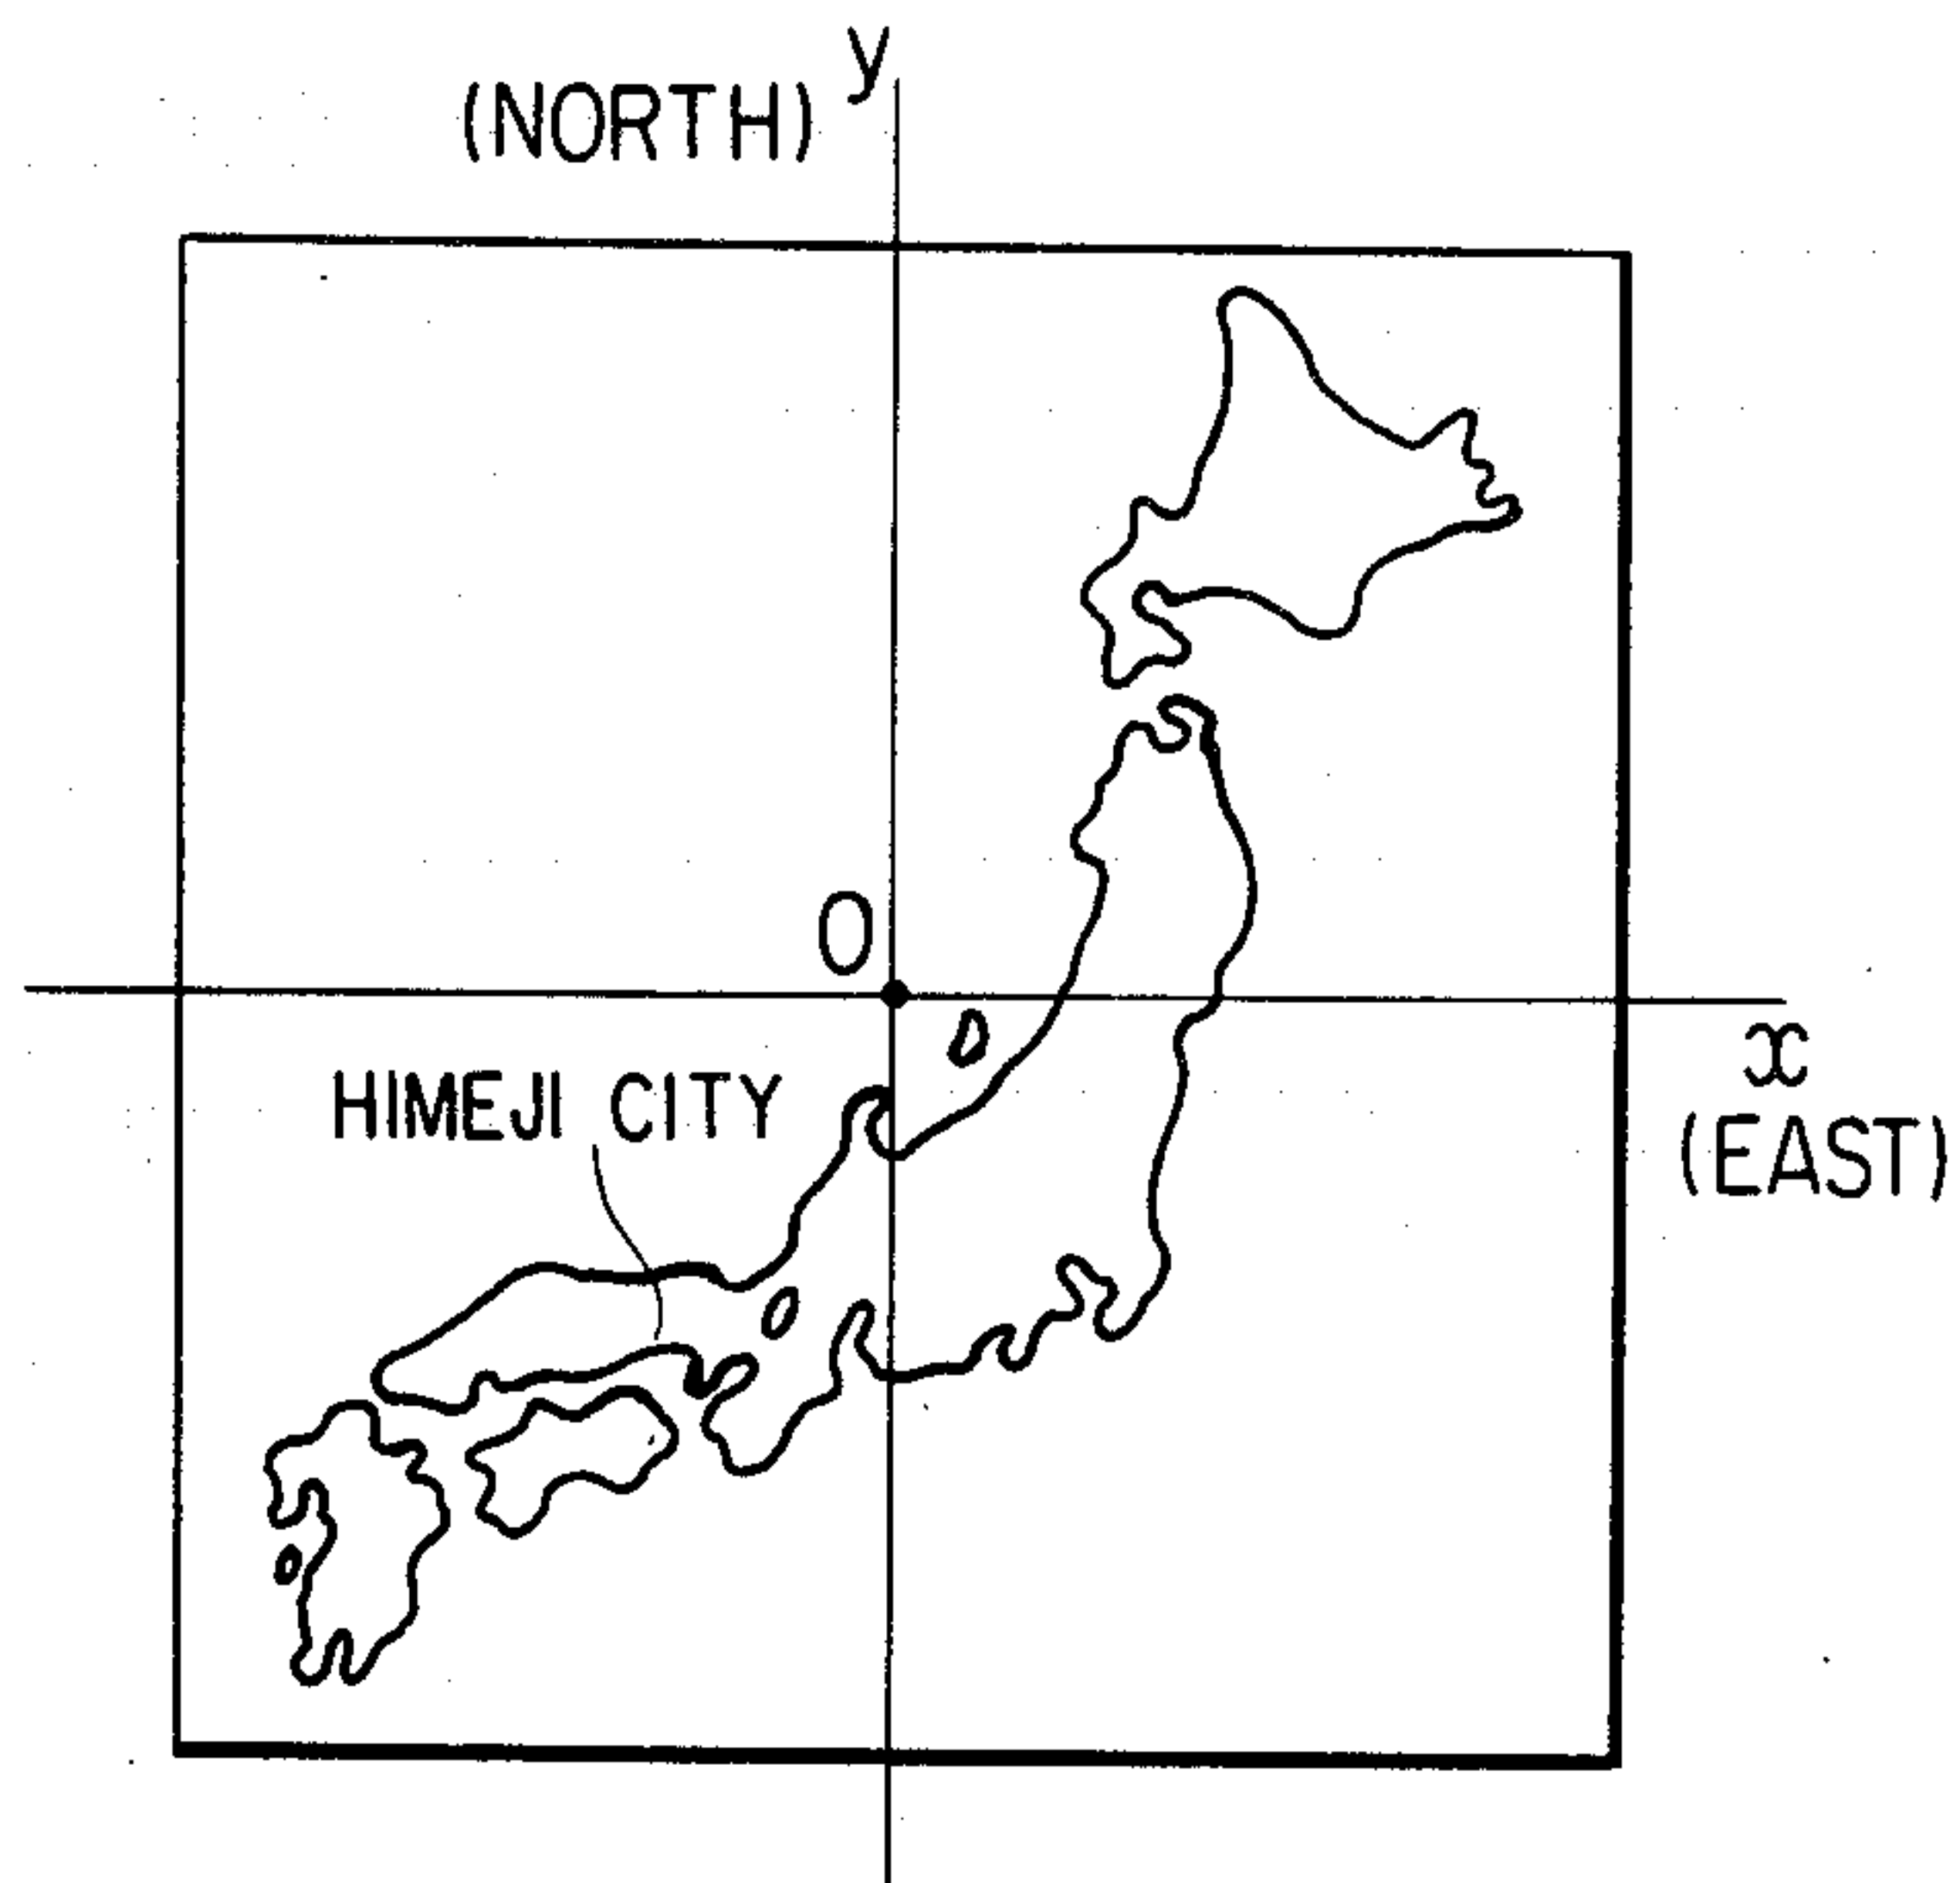 y
(NORTH)
O
x
(EAST)
HIMEJI CITY